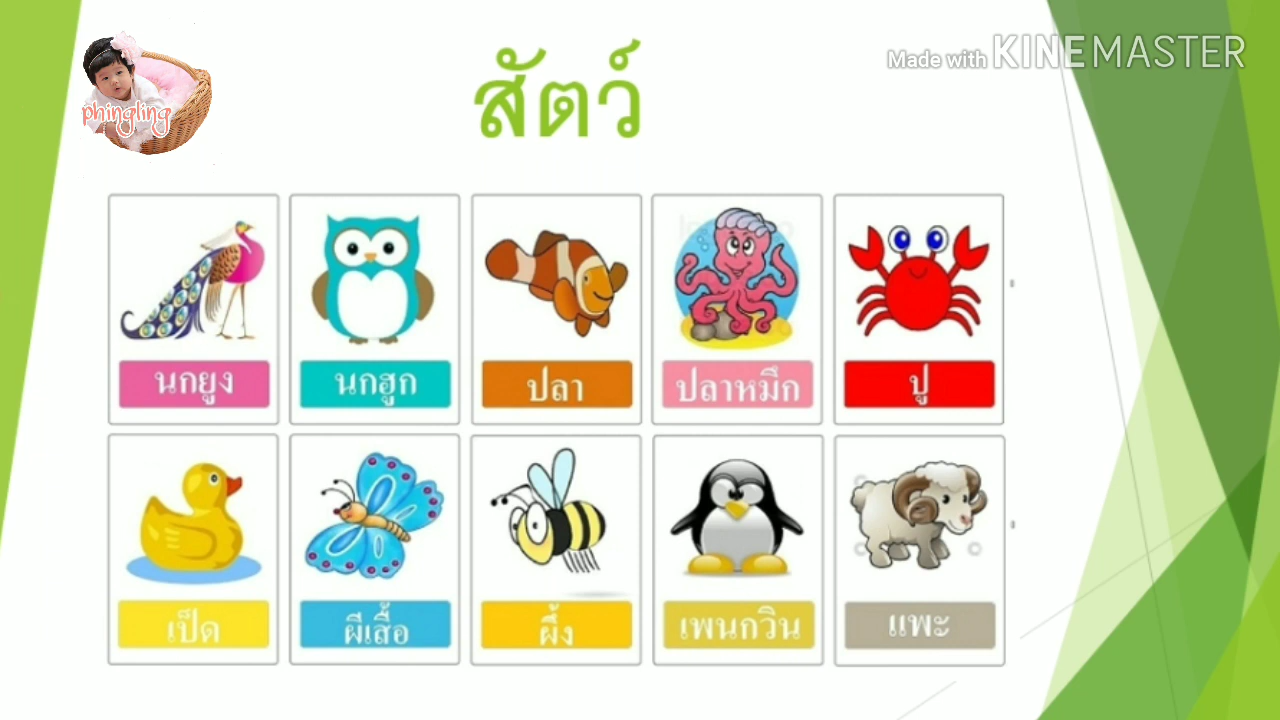 phingling
สัตว์
Made with KINEMASTER
นกยูง
นกฮูก
ปลา
ปลาหมึก
ปู
เป็ด
ผีเสื้อ
ผึ้ง
เพนกวิน
แพะ